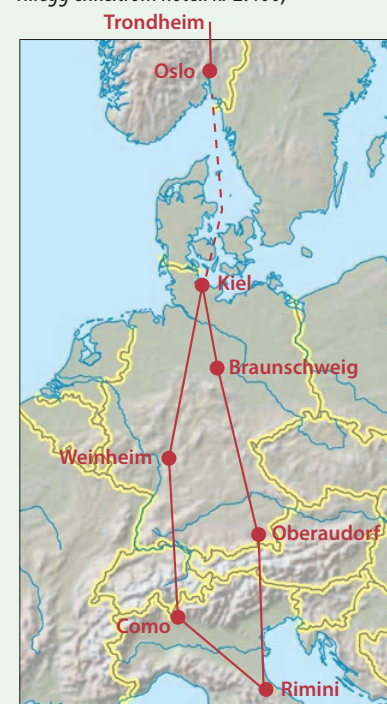 Trondheim
Oslo
Kiel
Braunschweig
Weinheim
Oberaudorf
Como
Rimini